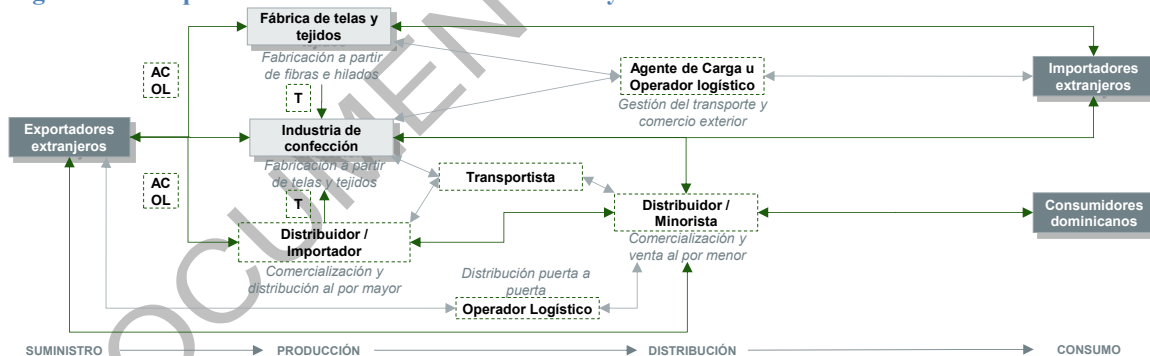 Fábrica de telas y
tejidos
Fabricación a partir
de fibras e hilados
AC
OL
T
Agente de Carga u
Operador logístico
Gestión del transporte y
comercio exterior
Importadores
extranjeros
Exportadores
extranjeros
Industria de
confección
Fabricación a partir
de telas y tejidos
Transportista
AC
OL
T
Distribuidor /
Importador
Comercialización y
distribución al por mayor
Distribuidor /
Minorista
Comercialización y
venta al por menor
Consumidores
dominicanos
Distribución puerta a
puerta
Operador Logístico
SUMINISTRO
PRODUCCIÓN
DISTRIBUCIÓN
CONSUMO
OCUMEN